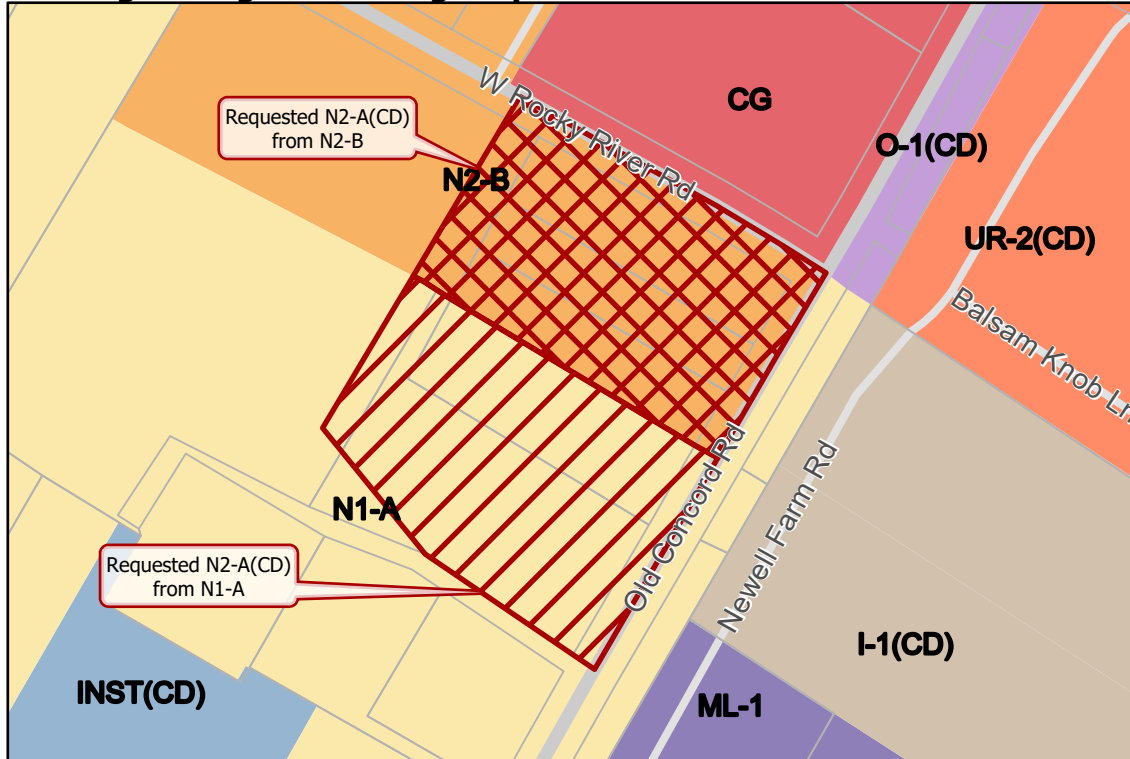 W Rocky River Rd
CG
Requested N2-A(CD)
from N2-B
O-1(CD)
N2-B
UR-2(CD)
Balsam Knob Ln
Old Concord Rd
Newell Farm Rd
N1-A
Requested N2-A(CD)
from N1-A
I-1(CD)
INST(CD)
ML-1